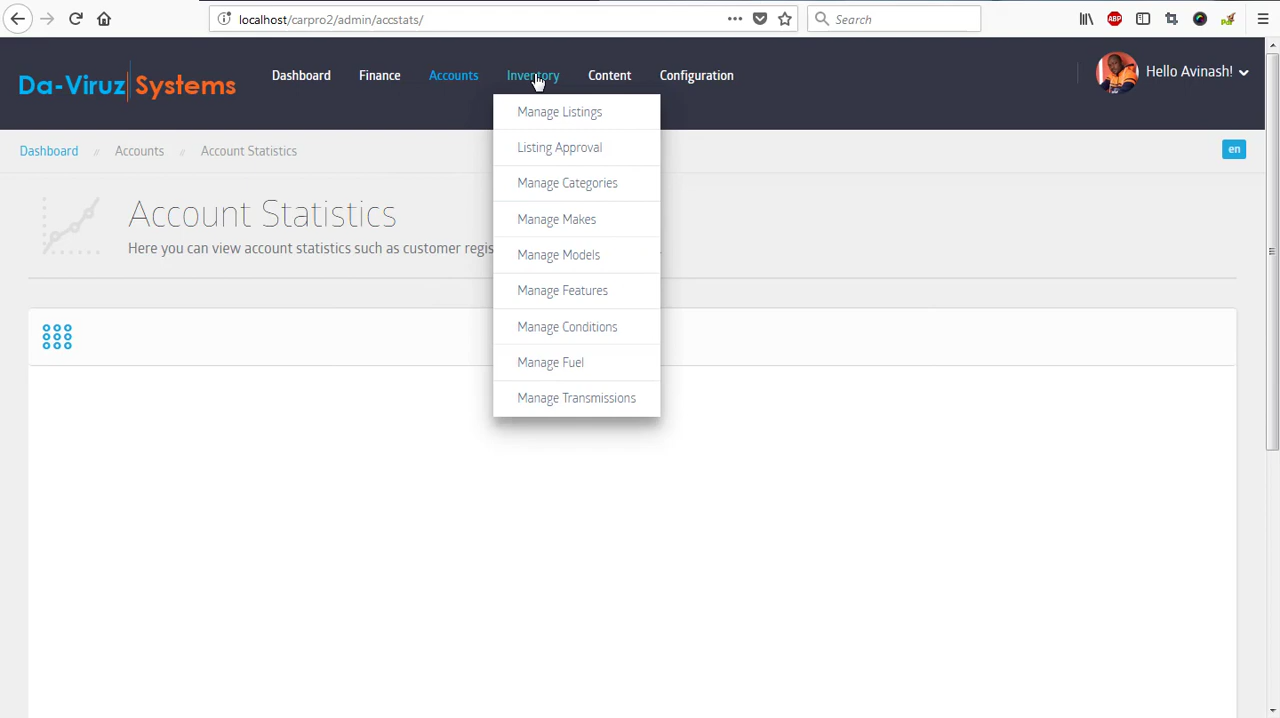 localhost/carpro2/admin/accstats/
Search
ABP
Da-Viruz Systems
Dashboard
Finance
Accounts
Inventory
Content
Configuration
Hello Avinash!
Manage Listings
Listing Approval
Manage Categories
Manage Makes
Manage Models
Manage Features
Manage Conditions
Manage Fuel
Manage Transmissions
Dashboard // Accounts // Account Statistics
en
Account Statistics
Here you can view account statistics such as customer regis